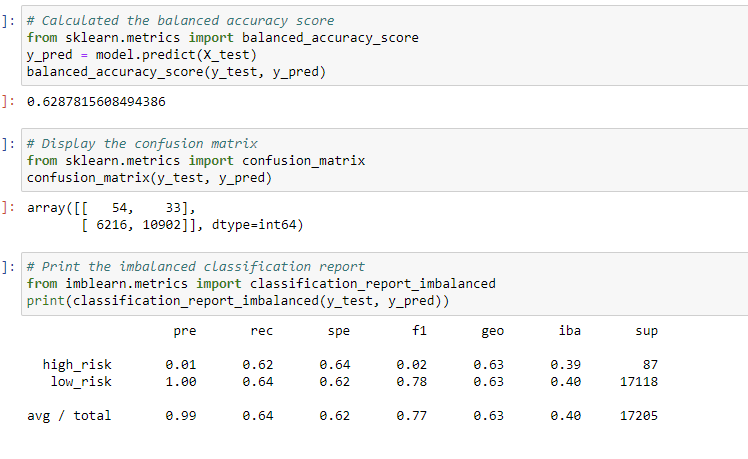 ]: # Calculated the balanced accuracy score
from sklearn.metrics import balanced_accuracy_score
y_pred = model.predict(X_test)
balanced_accuracy_score(y_test, y_pred)
]: 0.6287815608494386
]: # Display the confusion matrix
from sklearn.metrics import confusion_matrix
confusion_matrix(y_test, y_pred)
]: array([[   54,    33],
       [ 6216, 10902]], dtype=int64)
]: # Print the imbalanced classification report
from imblearn.metrics import classification_report_imbalanced
print(classification_report_imbalanced(y_test, y_pred))
pre rec spe f1 geo iba sup
high_risk 0.01 0.62 0.64 0.02 0.63 0.39 87
low_risk 1.00 0.64 0.62 0.78 0.63 0.40 17118
avg / total 0.99 0.64 0.62 0.77 0.63 0.40 17205